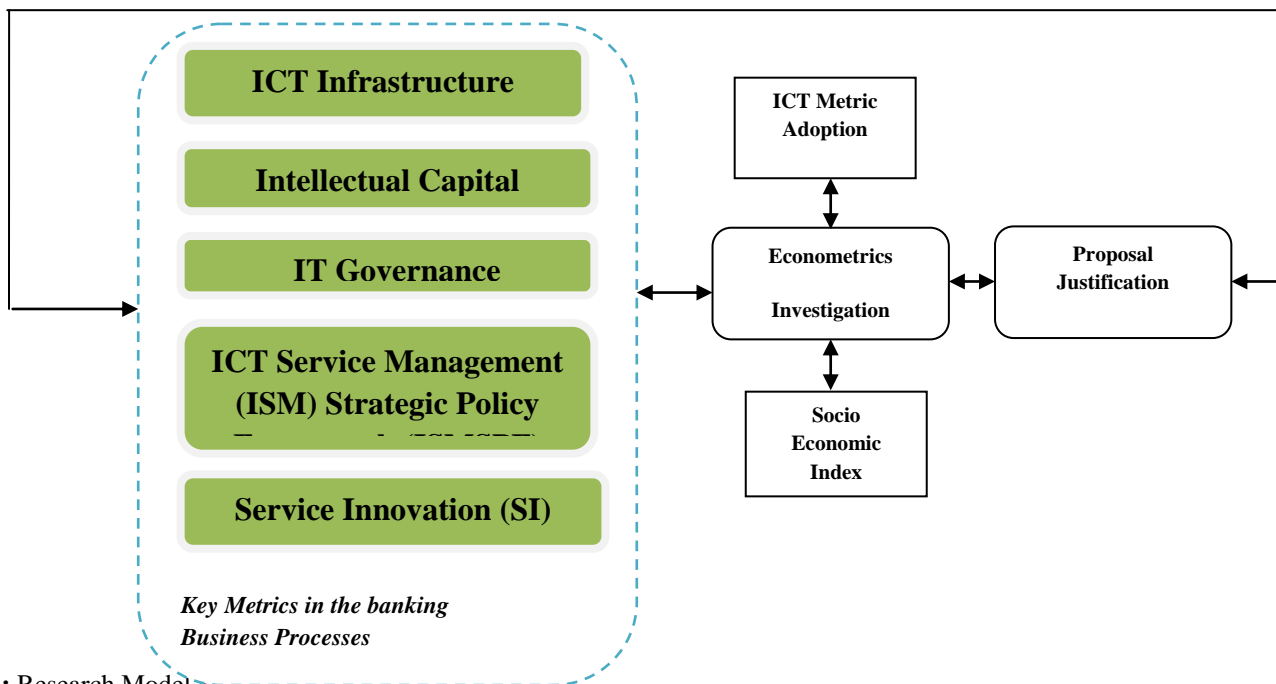 ICT Infrastructure
Intellectual Capital
IT Governance
ICT Service Management
(ISM) Strategic Policy
Service Innovation (SI)
Key Metrics in the banking
Business Processes
ICT Metric
Adoption
Econometrics
Investigation
Socio
Economic
Index
Proposal
Justification
: Research Model